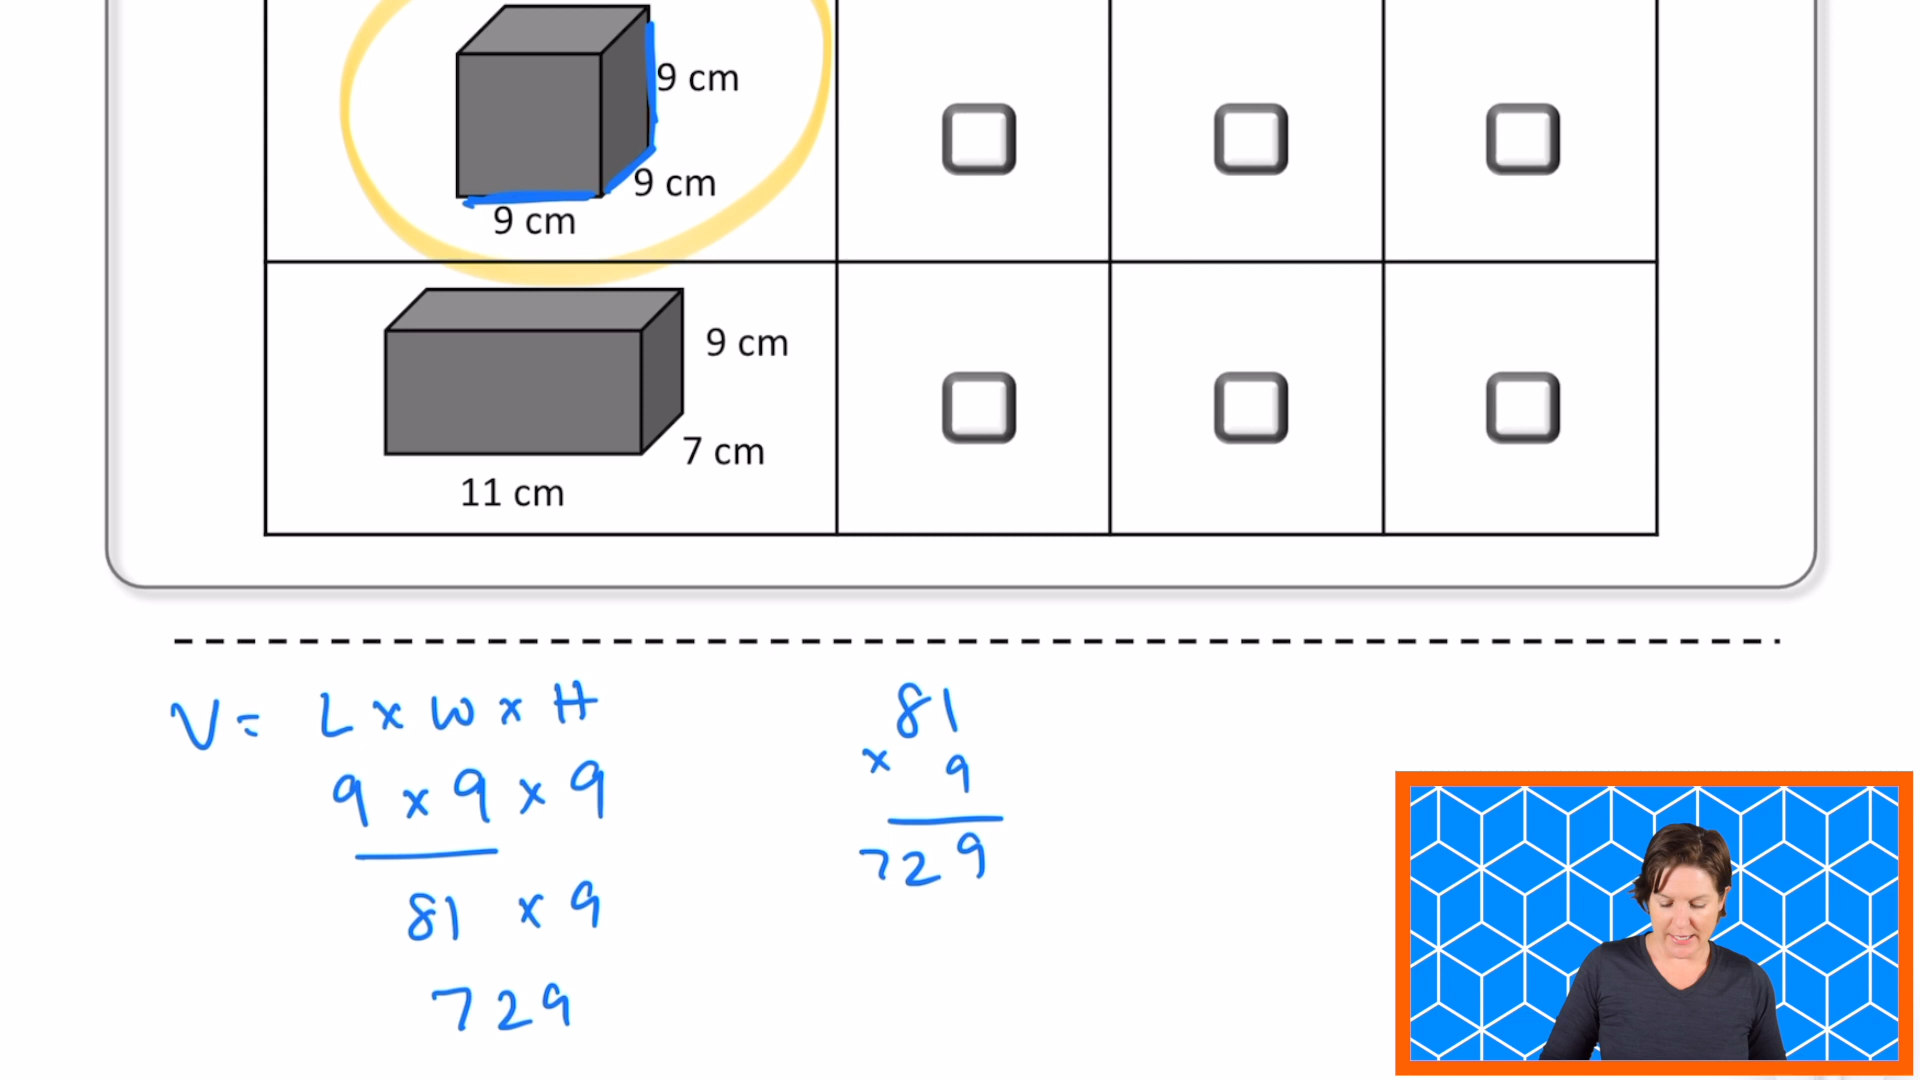 9 cm
9 cm
9 cm
9 cm
7 cm
11 cm
V = L x W x H
9 x 9 x 9
81 x 9
729
81
x 9
729